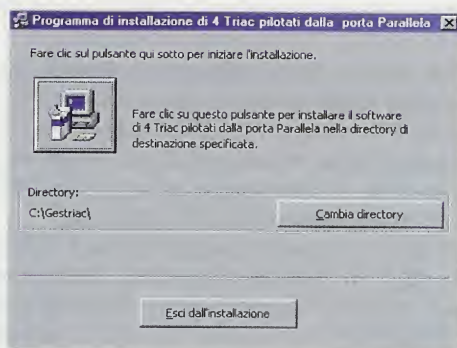 Programma di installazione di 4 Triac pilotati dalla porta Parallela
Fare clic sul pulsante qui sotto per iniziare l'installazione.
Fare clic su questo pulsante per installare il software
di 4 Triac pilotati dalla porta Parallela nella directory di
destinazione specificata.
Directory:
C:\Gestriac\
Cambia directory
Esci dall'installazione